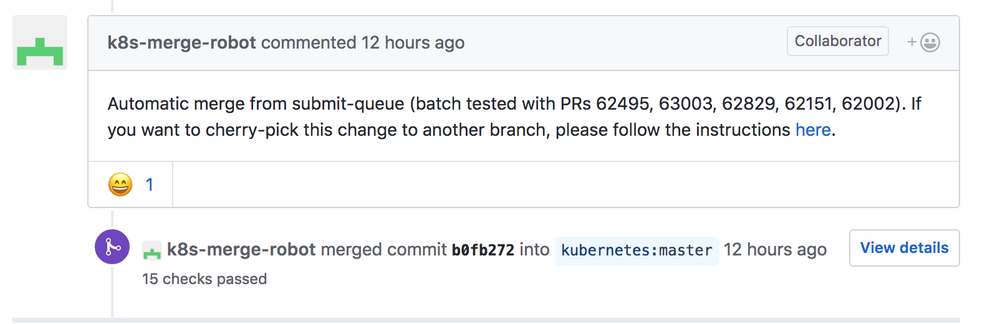 k8s-merge-robot commented 12 hours ago Collaborator +
Automatic merge from submit-queue (batch tested with PRs 62495, 63003, 62829, 62151, 62002). If
you want to cherry-pick this change to another branch, please follow the instructions here.
1
k8s-merge-robot merged commit b0fb272 into kubernetes:master 12 hours ago View details
15 checks passed